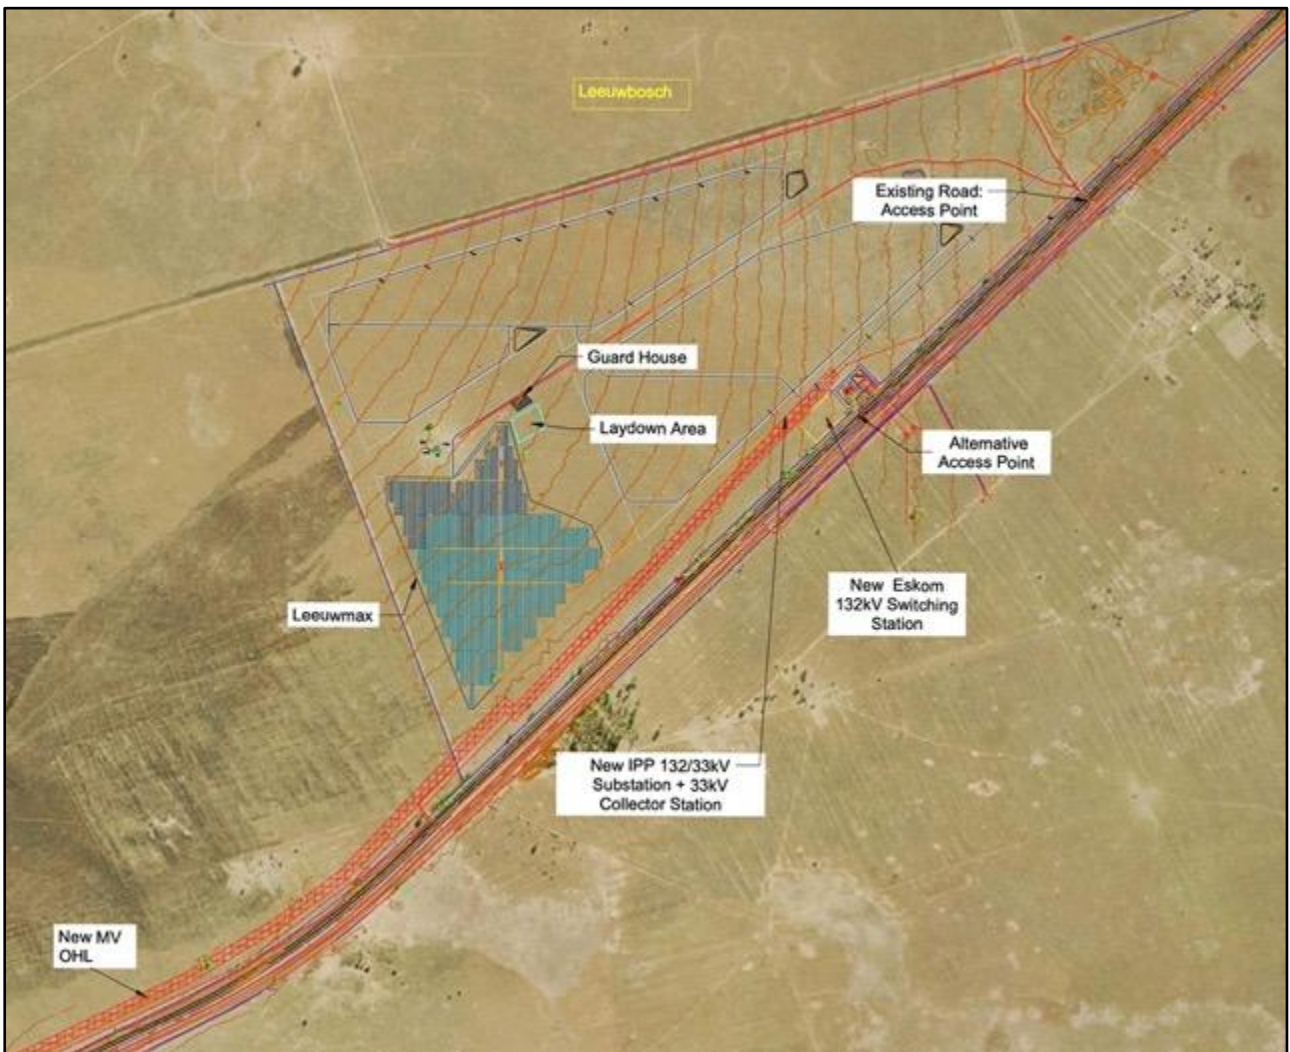 Leeuwbosch
Existing Road:
Access Point
Guard House
Laydown Area
Alternative
Access Point
New Eskom
132kV Switching
Station
Leeuwmax
New IPP 132/33kV
Substation + 33kV
Collector Station
New MV
OHL